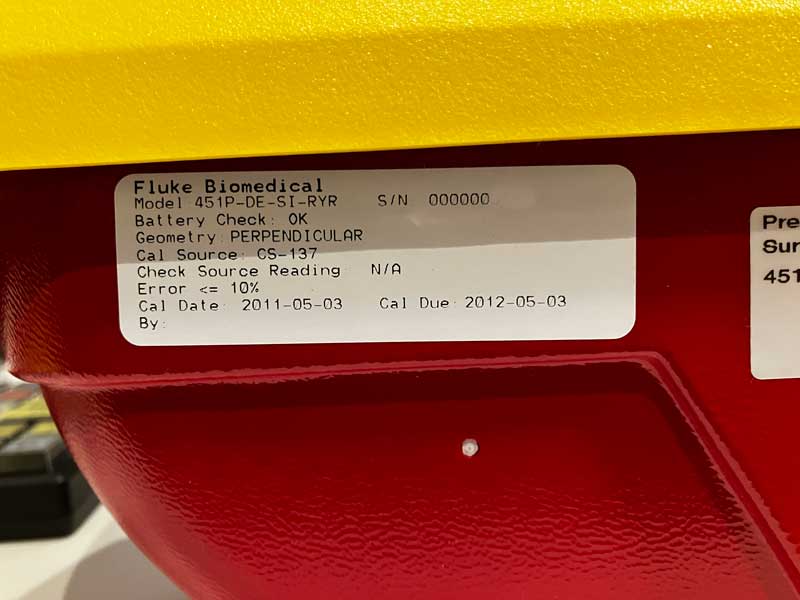 Fluke Biomedical
Model 451P-DE-SI-RYR S/N 000000
Battery Check: OK
Geometry: PERPENDICULAR
Cal Source: CS-137
Check Source Reading: N/A
Error <= 10%
Cal Date: 2011-05-03 Cal Due: 2012-05-03
By:
Pre
Sur
451